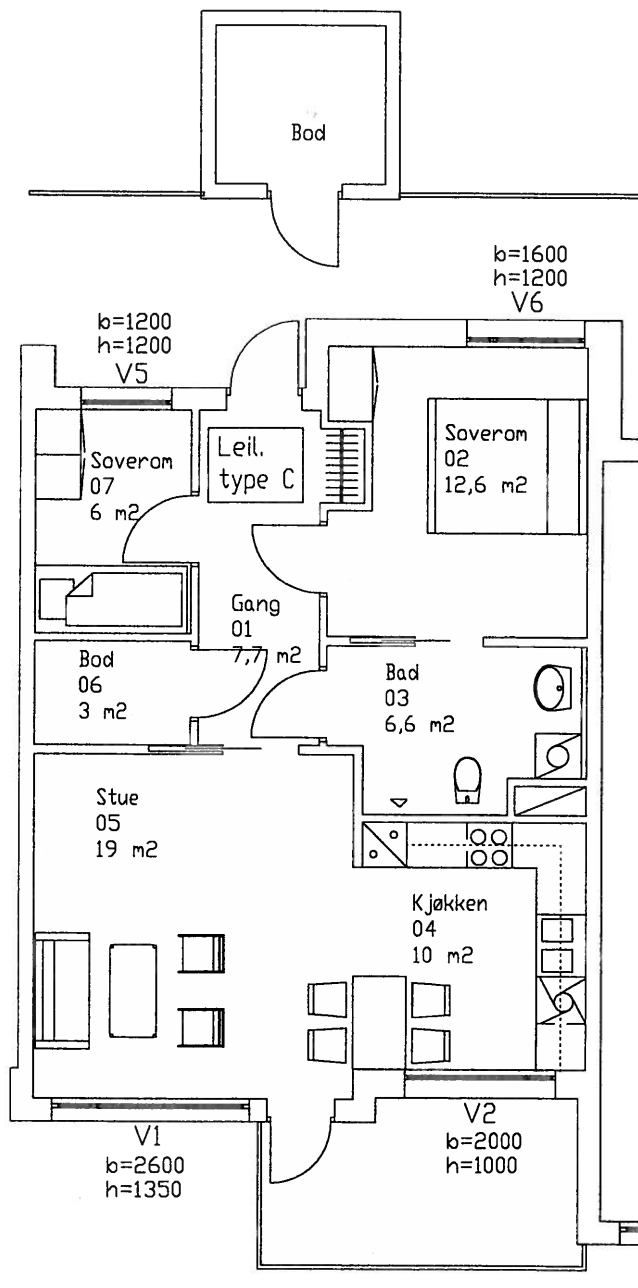 Bod
b=1600
h=1200
V6
b=1200
h=1200
V5
Soverom
07
6 m2
Leil.
type C
Soverom
02
12,6 m2
Gang
01
7,7 m2
Bod
06
3 m2
Bad
03
6,6 m2
Stue
05
19 m2
Kjøkken
04
10 m2
V1
b=2600
h=1350
V2
b=2000
h=1000